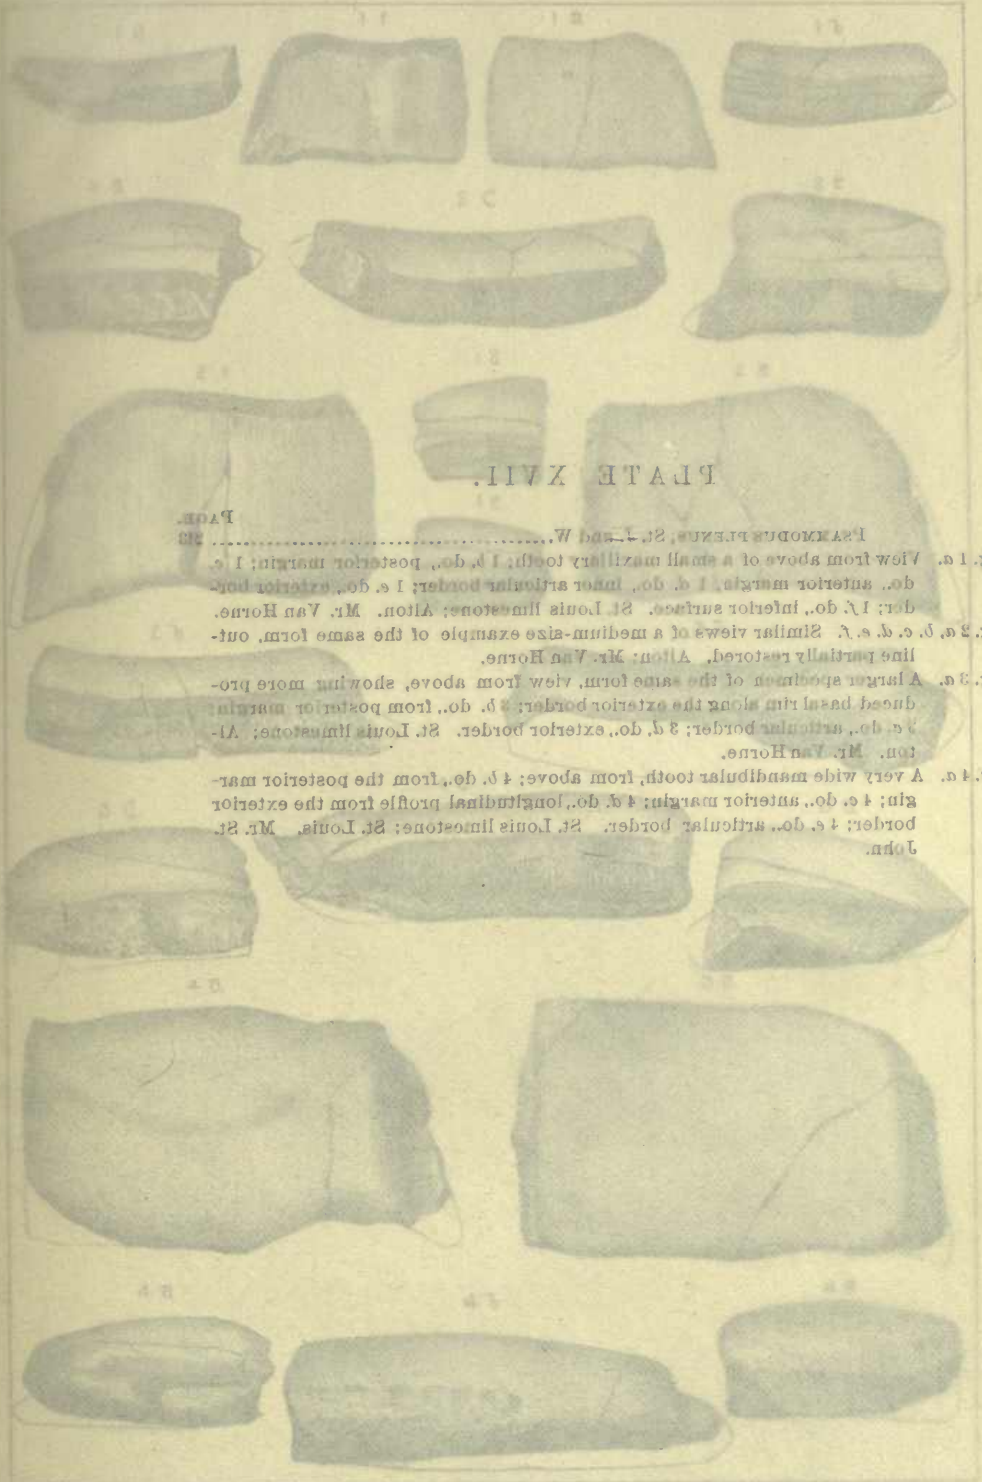 PLATE XVII.
PAGE.
PSAMMODUS PLENUS, St. J. and W.........................................
1 a. View from above of a small maxillary tooth; 1 b, do., posterior margin; 1 c.
do., anterior margin, 1 d. do., inner articular border; 1 e. do., exterior bor-
der; 1 f. do., inferior surface. St. Louis limestone; Alton. Mr. Van Horne.
2 a, b, c. d. e. f. Similar views of a medium-size example of the same form, out-
line partially restored, Alton; Mr. Van Horne.
3 a. A larger specimen of the same form, view from above, showing more pro-
duced basal rim along the exterior border; 3 b. do., from posterior margin;
3 c. do., articular border; 3 d. do., exterior border. St. Louis limestone; Al-
ton. Mr. Van Horne.
4 a. A very wide mandibular tooth, from above; 4 b. do., from the posterior mar-
gin; 4 c. do., anterior margin; 4 d. do., longitudinal profile from the exterior
border; 4 e. do., articular border. St. Louis limestone; St. Louis. Mr. St.
John.